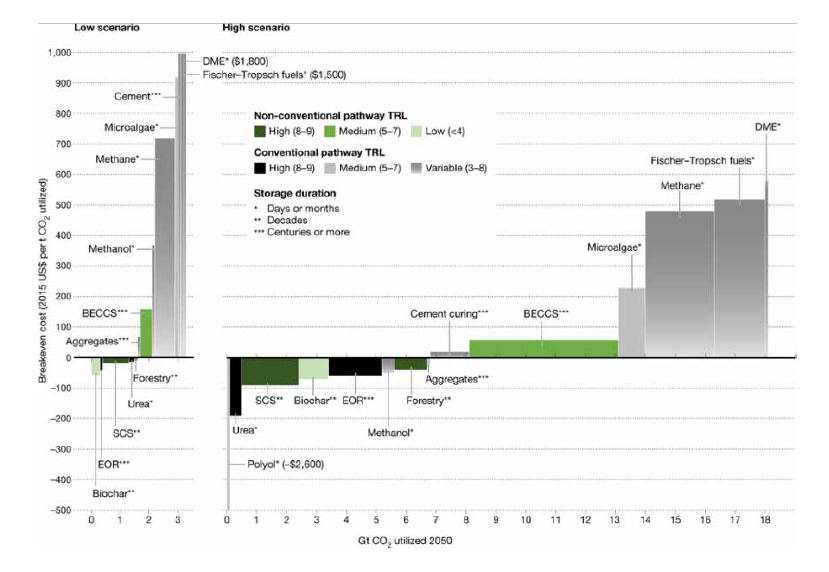 Low scenario
High scenario
1,000
900
800
700
600
500
400
300
200
100
0
−100
−200
−300
−400
−500
Breakeven cost (2015 US$ per t CO2 utilized)
DME* ($1,800)
Fischer–Tropsch fuels* ($1,500)
Cement***
Microalgae*
Methane*
Methanol*
BECCS***
Aggregates***
Forestry**
Urea*
SCS**
EOR***
Biochar**
0 1 2 3
Non-conventional pathway TRL
High (8–9) Medium (5–7) Low (<4)
Conventional pathway TRL
High (8–9) Medium (5–7) Variable (3–8)
Storage duration
* Days or months
** Decades
*** Centuries or more
DME*
Fischer–Tropsch fuels*
Methane*
Microalgae*
Cement curing***
BECCS***
Aggregates***
SCS**
Biochar**
EOR***
Forestry**
Urea*
Methanol*
Polyol* (−$2,600)
0 1 2 3 4 5 6 7 8 9 10 11 12 13 14 15 16 17 18
Gt CO2 utilized 2050